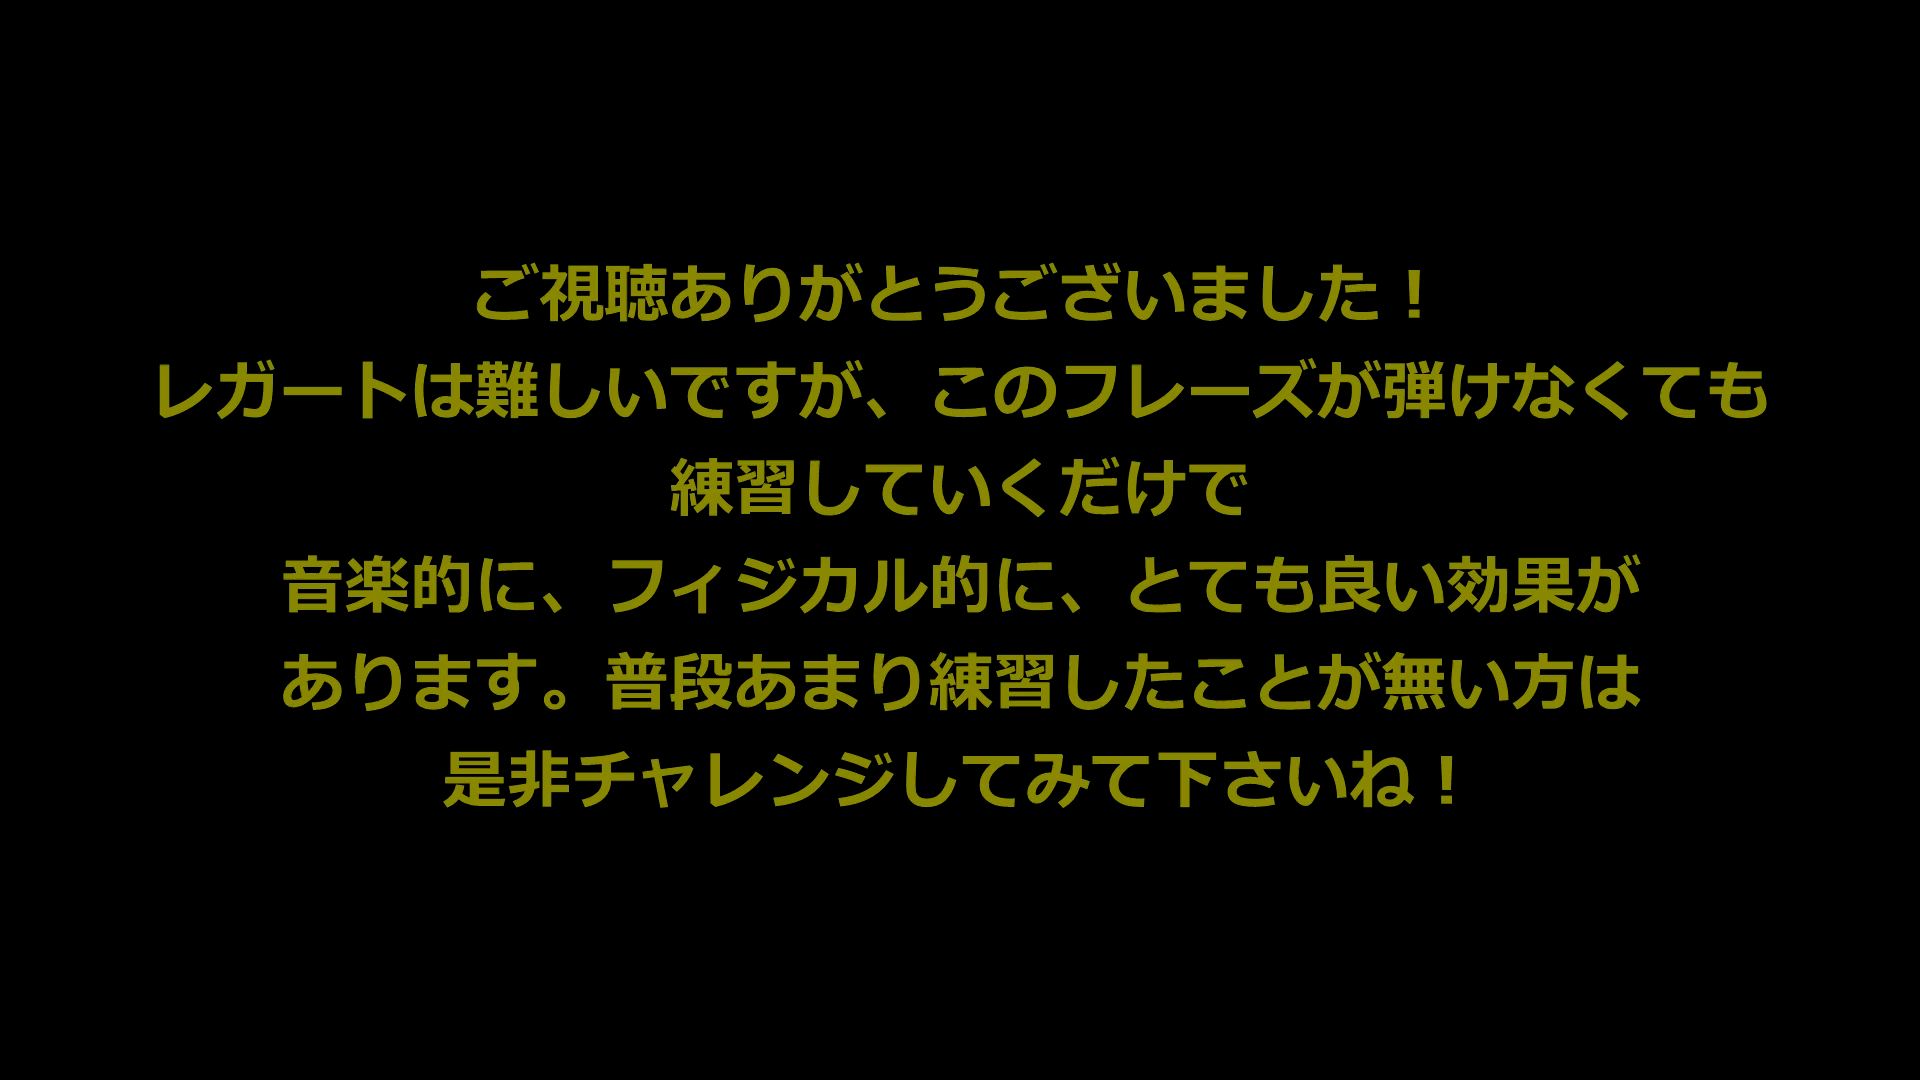 ご視聴ありがとうございました！
レガートは難しいですが、このフレーズが弾けなくても
練習していくだけで
音楽的に、フィジカル的に、とても良い効果が
あります。普段あまり練習したことが無い方は
是非チャレンジしてみて下さいね！